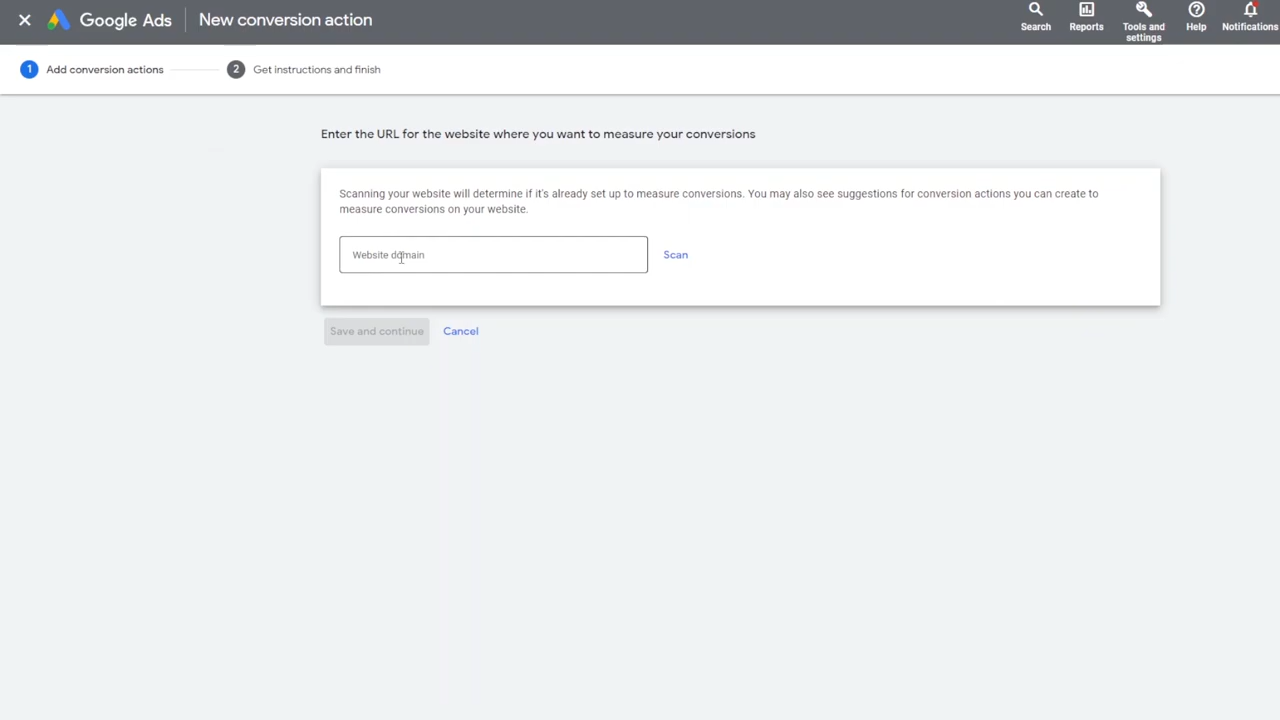 Google Ads New conversion action
Search Reports Tools and settings Help Notifications
1 Add conversion actions 2 Get instructions and finish
Enter the URL for the website where you want to measure your conversions
Scanning your website will determine if it's already set up to measure conversions. You may also see suggestions for conversion actions you can create to
measure conversions on your website.
Website domain Scan
Save and continue Cancel